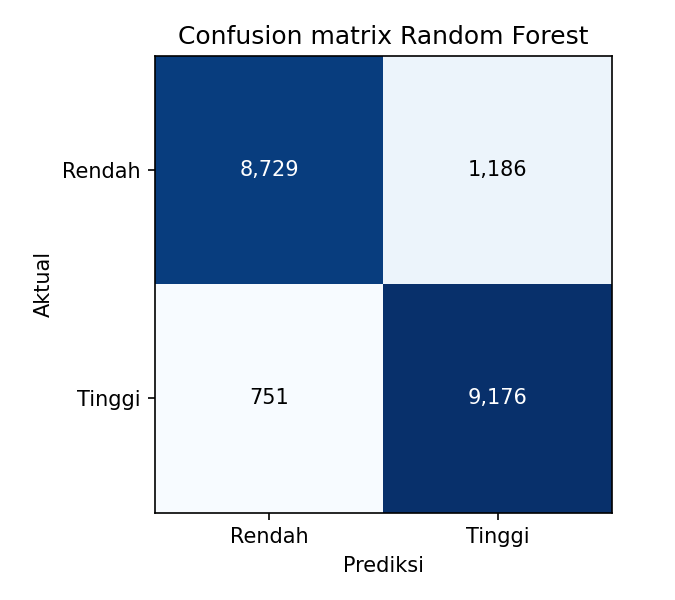 Confusion matrix Random Forest
Aktual
Rendah
8,729
1,186
Tinggi
751
9,176
Rendah
Tinggi
Prediksi